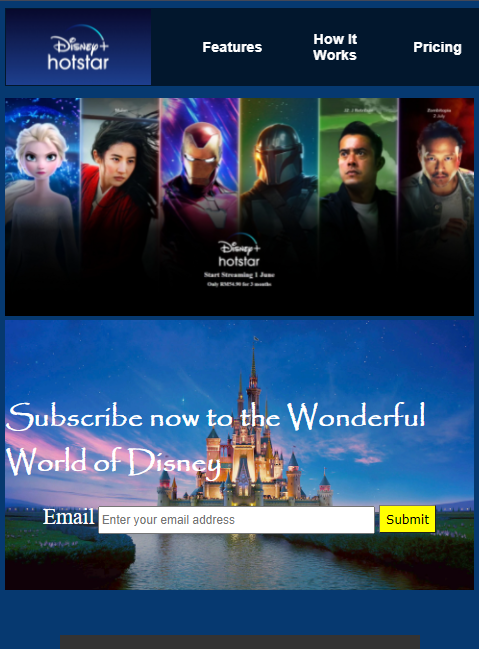 Disney+
hotstar
Features
How It
Works
Pricing
Mulan
Disney+
hotstar
Start Streaming 1 June
Only RM54.90 for 3 months
Subscribe now to the Wonderful
World of Disney
Email
Enter your email address
Submit